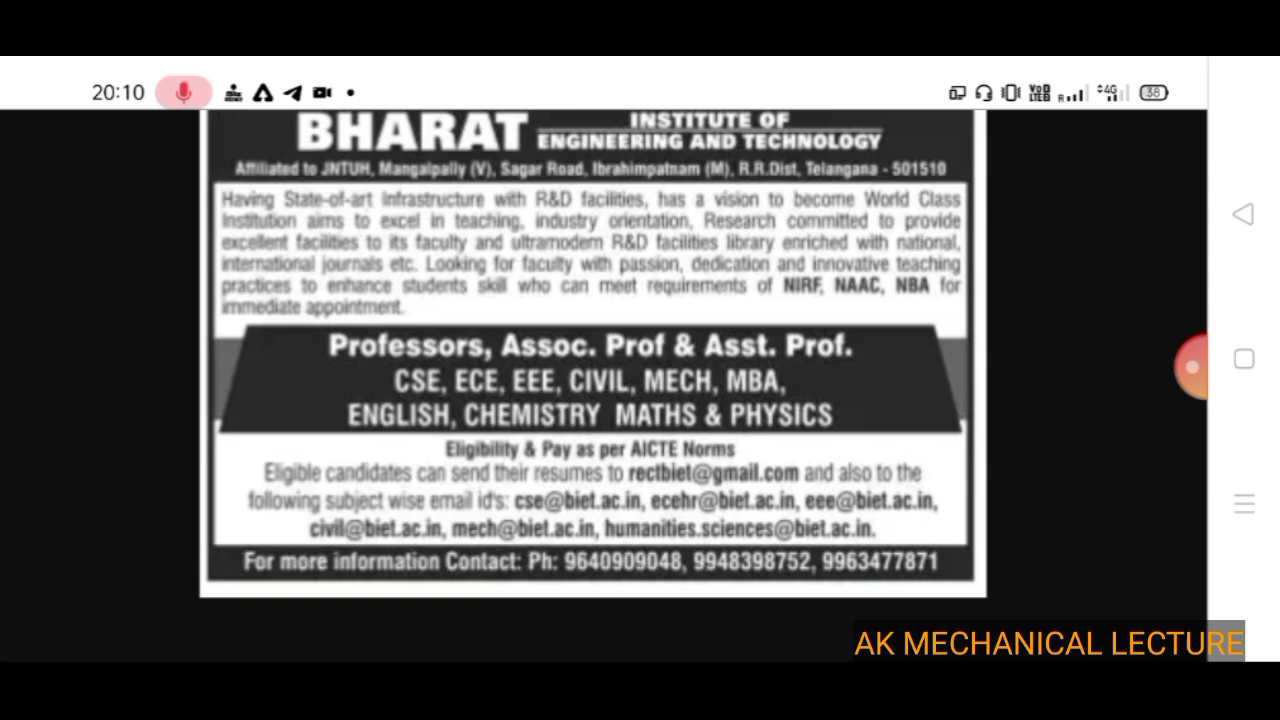 20:10
VoD LTEB R 4G 38
BHARAT INSTITUTE OF
ENGINEERING AND TECHNOLOGY
Affiliated to JNTUH, Mangalpally (V), Sagar Road, Ibrahimpatnam (M), R.R.Dist, Telangana - 501510
Having State-of-art Infrastructure with R&D facilities, has a vision to become World Class
Institution aims to excel in teaching, industry orientation, Research committed to provide
excellent facilities to its faculty and ultramodern R&D facilities library enriched with national,
international journals etc. Looking for faculty with passion, dedication and innovative teaching
practices to enhance students skill who can meet requirements of NIRF, NAAC, NBA for
immediate appointment.
Professors, Assoc. Prof & Asst. Prof.
CSE, ECE, EEE, CIVIL, MECH, MBA,
ENGLISH, CHEMISTRY MATHS & PHYSICS
Eligibility & Pay as per AICTE Norms
Eligible candidates can send their resumes to rectbiet@gmail.com and also to the
following subject wise email id's: cse@biet.ac.in, ecehr@biet.ac.in, eee@biet.ac.in,
civil@biet.ac.in, mech@biet.ac.in, humanities.sciences@biet.ac.in.
For more information Contact: Ph: 9640909048, 9948398752, 9963477871
AK MECHANICAL LECTURE